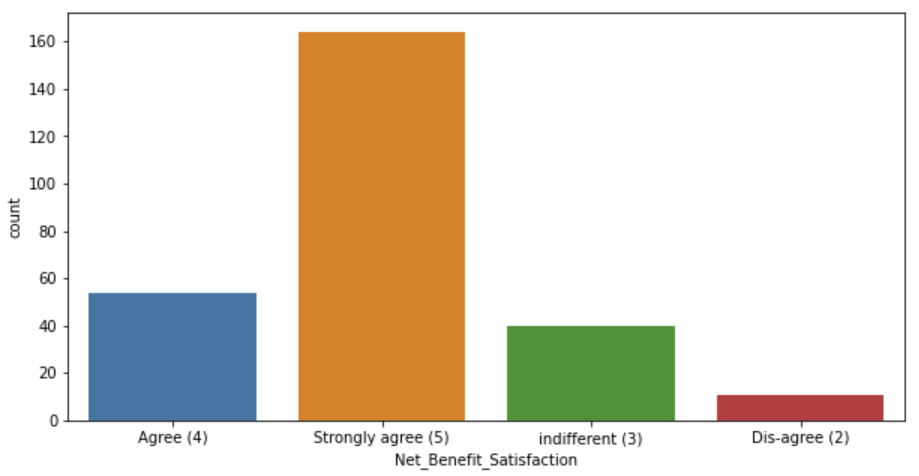 160
140
120
100
80
60
40
20
0
count
Agree (4)
Strongly agree (5)
indifferent (3)
Dis-agree (2)
Net_Benefit_Satisfaction